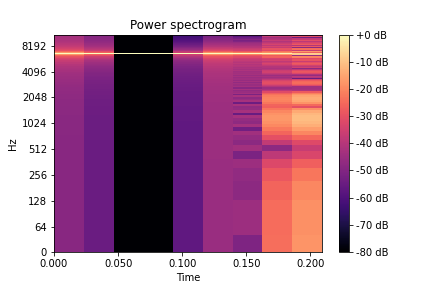 Power spectrogram
8192
4096
2048
1024
512
256
128
64
0
Hz
0.000 0.050 0.100 0.150 0.200
Time
+0 dB
-10 dB
-20 dB
-30 dB
-40 dB
-50 dB
-60 dB
-70 dB
-80 dB